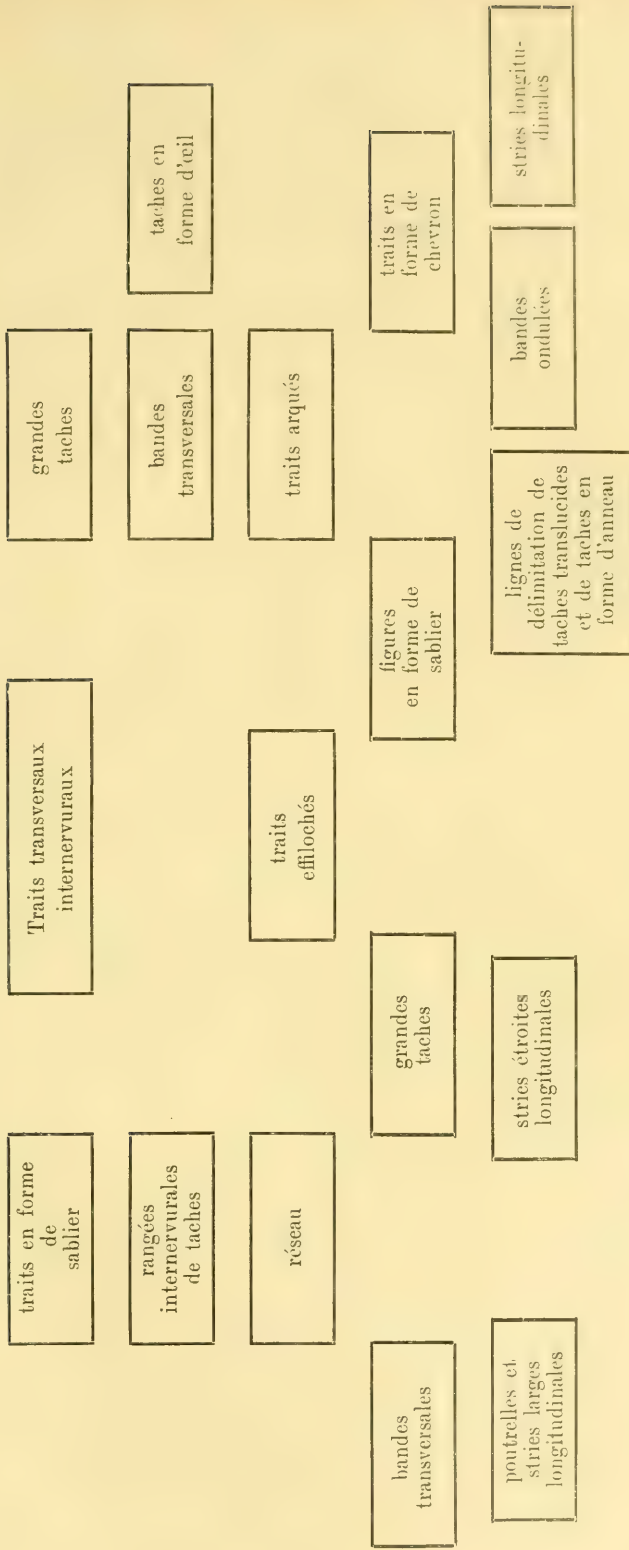 traits en forme
de
sablier
Traits transversaux
internervuraux
grandes
taches
rangées
internervurales
de taches
bandes
transversales
taches en
forme d'œil
réseau
traits
effilochés
traits arqués
bandes
transversales
grandes
taches
figures
en forme de
sablier
traits en
forme de
chevron
poutrelles et
stries larges
longitudinales
stries étroites
longitudinales
lignes de
délimitation de
taches translucides
et de taches en
forme d'anneau
bandes
ondulées
stries longitu-
dinales